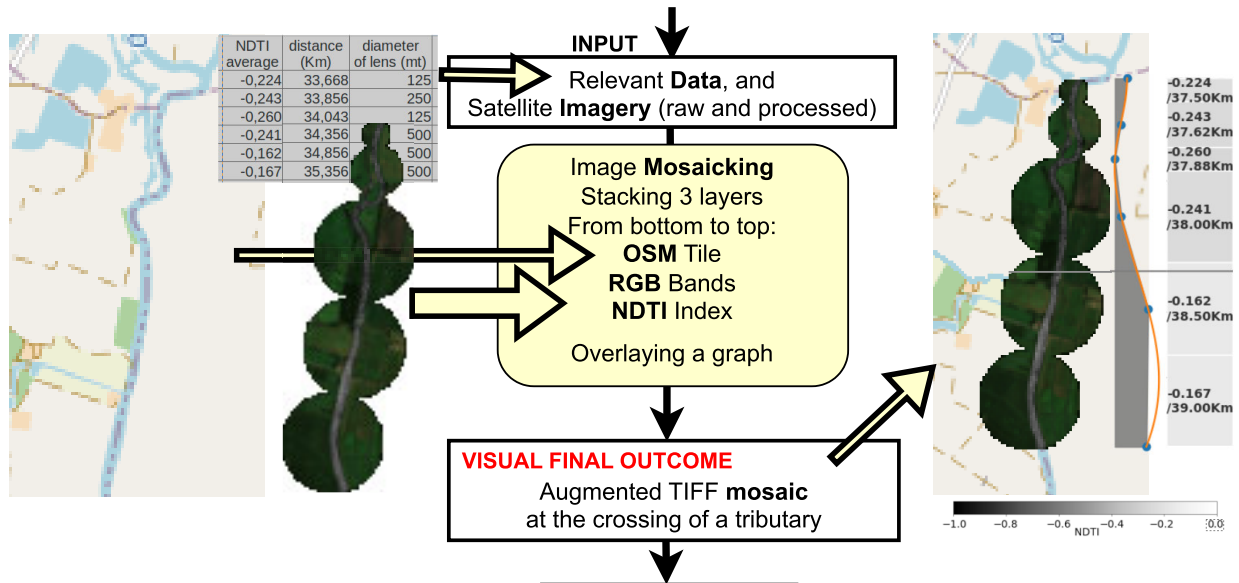 NDTI average distance (Km) diameter of lens (mt)
-0,224 33,668 125
-0,243 33,856 250
-0,260 34,043 125
-0,241 34,356 500
-0,162 34,856 500
-0,167 35,356 500
INPUT
Relevant Data, and
Satellite Imagery (raw and processed)
Image Mosaicking
Stacking 3 layers
From bottom to top:
OSM Tile
RGB Bands
NDTI Index
Overlaying a graph
VISUAL FINAL OUTCOME
Augmented TIFF mosaic
at the crossing of a tributary
-0.224
/37.50Km
-0.243
/37.62Km
-0.260
/37.88Km
-0.241
/38.00Km
-0.162
/38.50Km
-0.167
/39.00Km
−1.0 −0.8 −0.6 −0.4 −0.2 0.0
NDTI